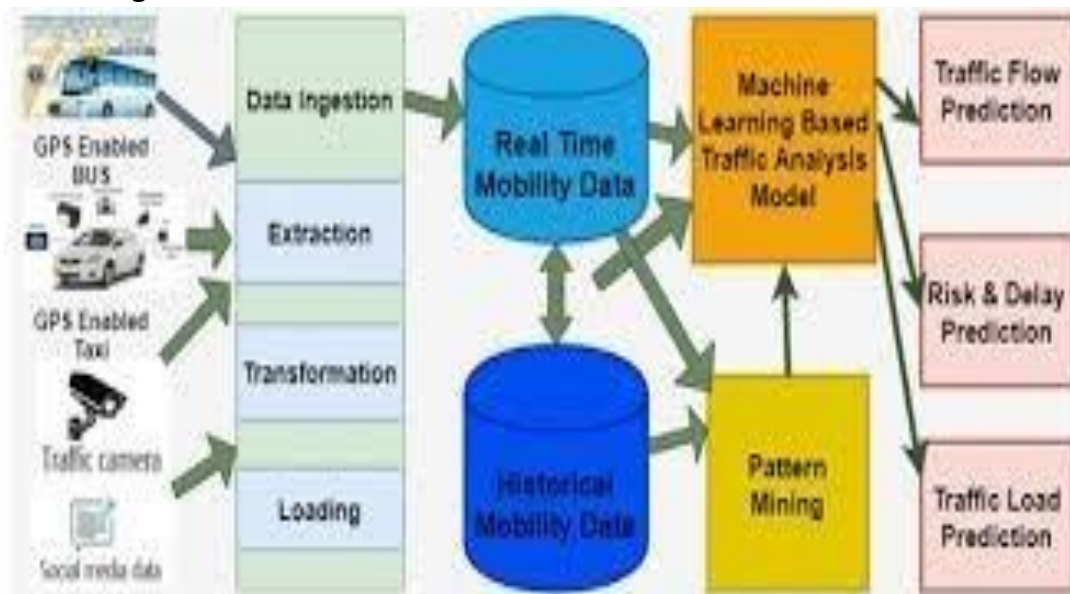 GPS Enabled
BUS
GPS Enabled
Taxi
Traffic camera
Social media data
Data Ingestion
Extraction
Transformation
Loading
Real Time
Mobility Data
Historical
Mobility Data
Machine
Learning Based
Traffic Analysis
Model
Pattern
Mining
Traffic Flow
Prediction
Risk & Delay
Prediction
Traffic Load
Prediction